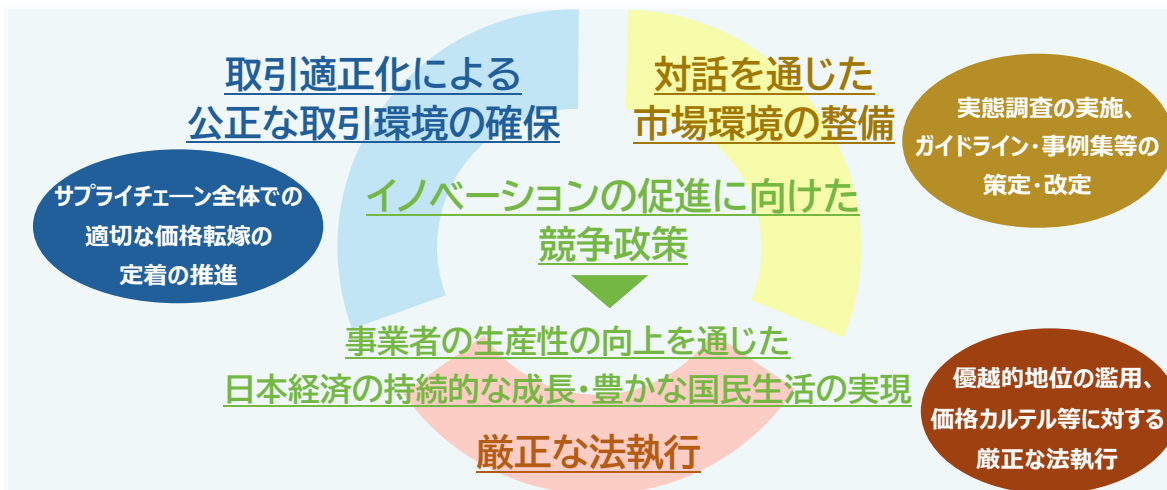 取引適正化による
公正な取引環境の確保
対話を通じた
市場環境の整備
実態調査の実施、
ガイドライン・事例集等の
策定・改定
サプライチェーン全体での
適切な価格転嫁の
定着の推進
イノベーションの促進に向けた
競争政策
事業者の生産性の向上を通じた
日本経済の持続的な成長・豊かな国民生活の実現
優越的地位の濫用、
価格カルテル等に対する
厳正な法執行
厳正な法執行